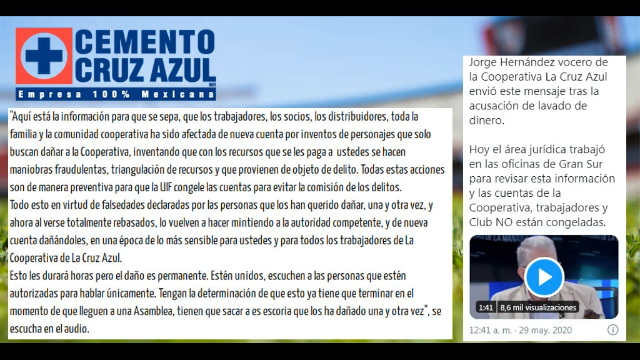 CEMENTO
CRUZ AZUL
Empresa 100% Mexicana
"Aquí está la información para que se sepa, que los trabajadores, los socios, los distribuidores, toda la
familia y la comunidad cooperativa ha sido afectada de nueva cuenta por inventos de personajes que solo
buscan dañar a la Cooperativa, inventando que con los recursos que se les paga a ustedes se hacen
maniobras fraudulentas, triangulación de recursos y que provienen de objeto de delito. Todas estas acciones
son de manera preventiva para que la UIF congele las cuentas para evitar la comisión de los delitos.
Todo esto en virtud de falsedades declaradas por las personas que los han querido dañar, una y otra vez, y
ahora al verse totalmente rebasados, lo vuelven a hacer mintiendo a la autoridad competente, y de nueva
cuenta dañándoles, en una época de lo más sensible para ustedes y para todos los trabajadores de La
Cooperativa de La Cruz Azul.
Esto les durará horas pero el daño es permanente. Estén unidos, escuchen a las personas que estén
autorizadas para hablar únicamente. Tengan la determinación de que esto ya tiene que terminar en el
momento de que lleguen a una Asamblea, tienen que sacar a es escoria que los ha dañado una y otra vez", se
escucha en el audio.
Jorge Hernández vocero de
la Cooperativa La Cruz Azul
envió este mensaje tras la
acusación de lavado de
dinero.
Hoy el área jurídica trabajó
en las oficinas de Gran Sur
para revisar esta información
y las cuentas de la
Cooperativa, trabajadores y
Club NO están congeladas.
1:41 8,6 mil visualizaciones
12:41 a. m. · 29 may. 2020